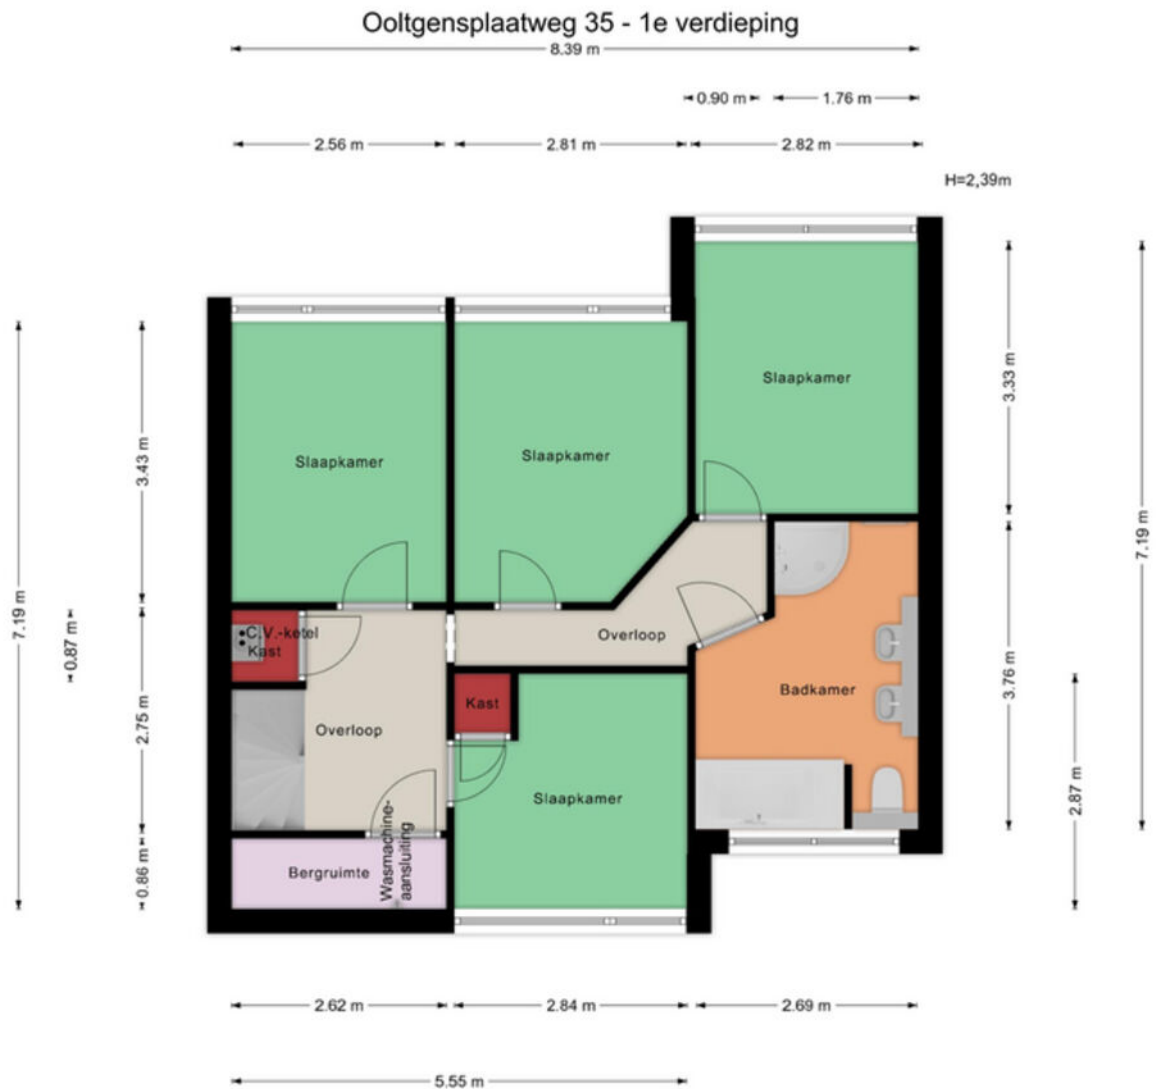 Ooltgensplaatweg 35 - 1e verdieping
8.39 m
0.90 m
1.76 m
2.56 m
2.81 m
2.82 m
H=2,39m
Slaapkamer
3.33 m
7.19 m
3.43 m
Slaapkamer
Slaapkamer
7.19 m
0.87 m
C.V.-ketel
Kast
Overloop
3.76 m
Badkamer
2.75 m
Kast
Overloop
2.87 m
Slaapkamer
0.86 m
Bergruimte
Wasmachine-
aansluiting
2.62 m
2.84 m
2.69 m
5.55 m